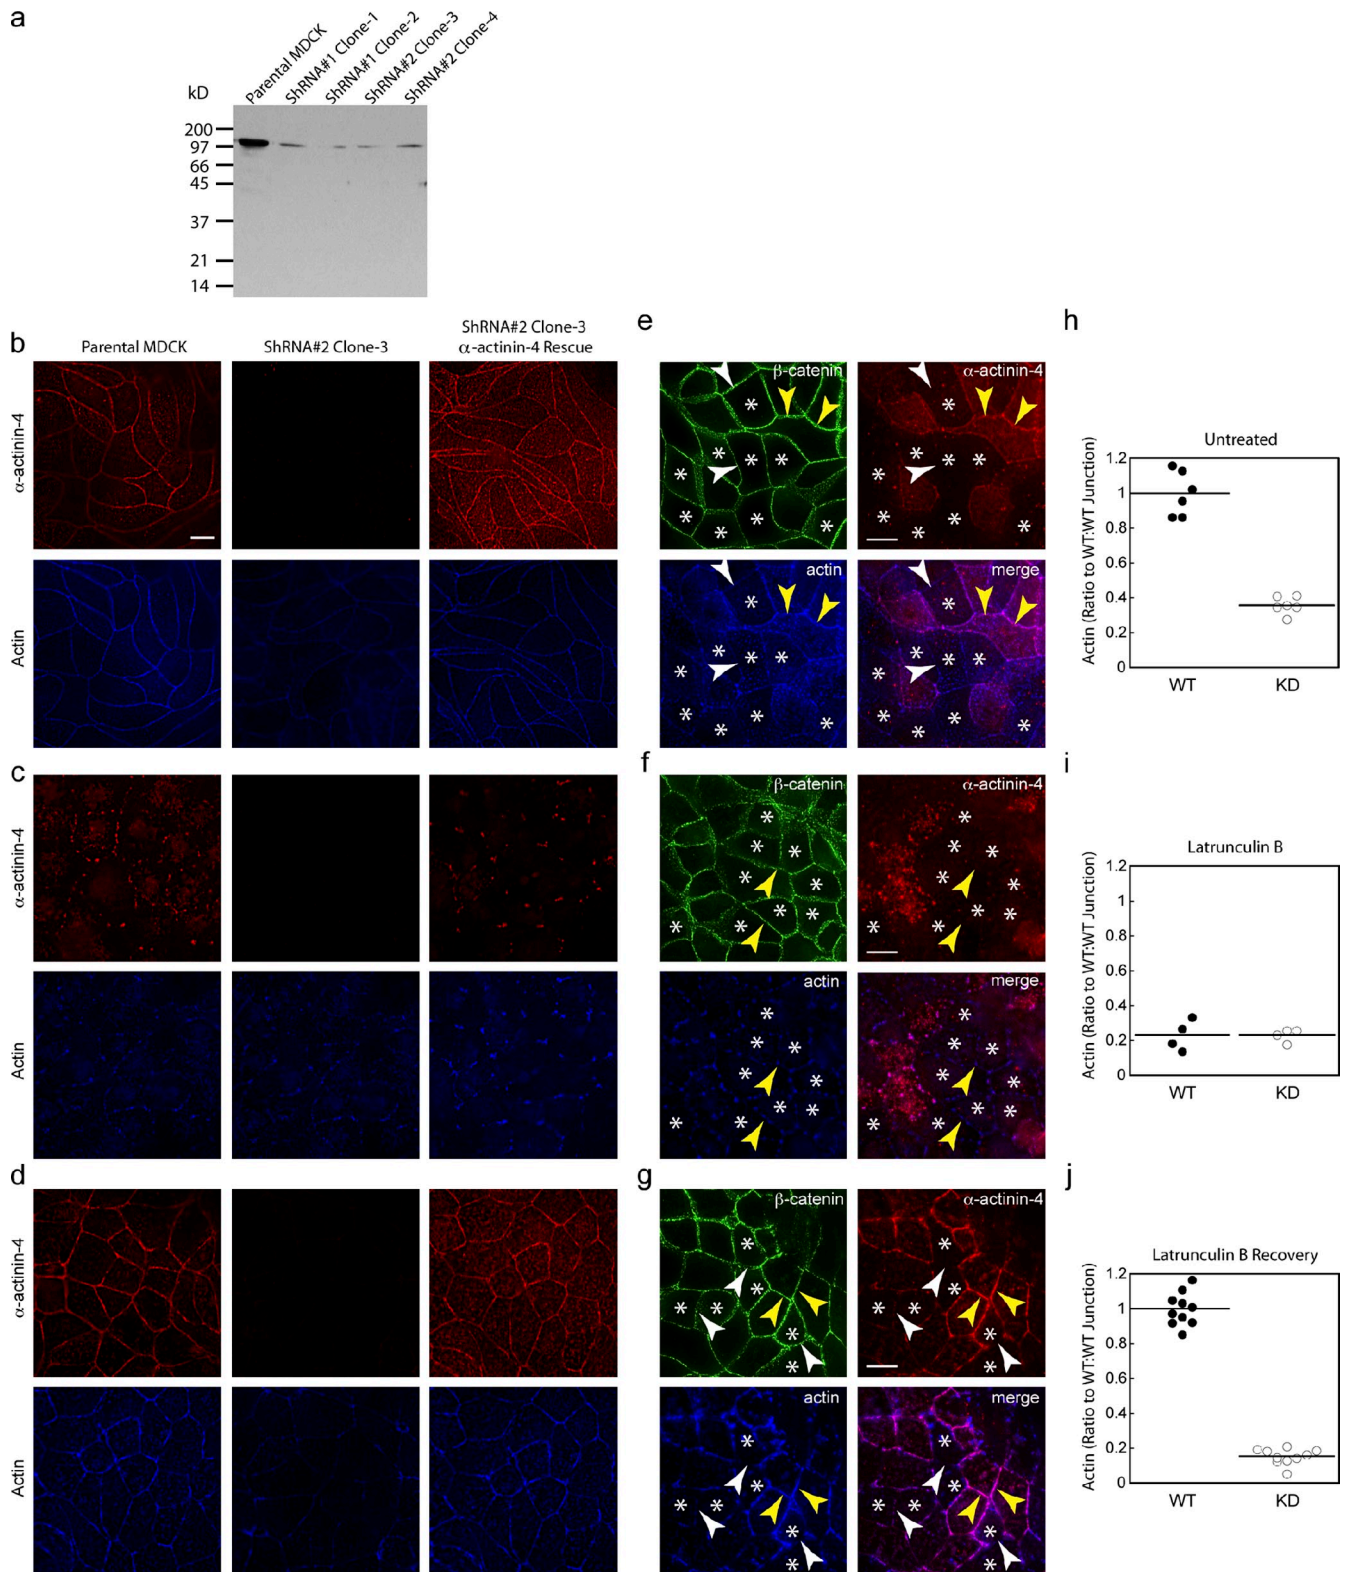 a
Parental MDCK
ShRNA#1 Clone-1
ShRNA#1 Clone-2
ShRNA#2 Clone-3
ShRNA#2 Clone-4
kD
200
97
66
45
37
21
14
b
Parental MDCK
ShRNA#2 Clone-3
ShRNA#2 Clone-3
α-actinin-4 Rescue
α-actinin-4
Actin
c
α-actinin-4
Actin
d
α-actinin-4
Actin
e
β-catenin
α-actinin-4
* * * * * * * * * *
* * * * * * * * * *
actin
merge
* * * * * * * * * *
* * * * * * * * * *
f
β-catenin
α-actinin-4
actin
merge
g
β-catenin
α-actinin-4
actin
merge
h
Untreated
Actin (Ratio to WT:WT Junction)
1.2
1
0.8
0.6
0.4
0.2
0
WT KD
i
Latrunculin B
Actin (Ratio to WT:WT Junction)
1.2
1
0.8
0.6
0.4
0.2
0
WT KD
j
Latrunculin B Recovery
Actin (Ratio to WT:WT Junction)
1.2
1
0.8
0.6
0.4
0.2
0
WT KD